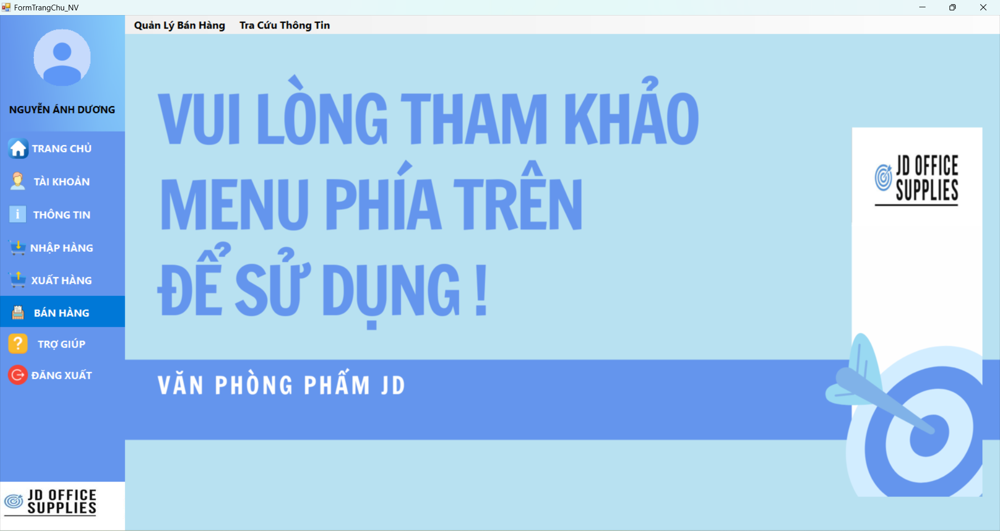 FormTrangChu_NV
Quản Lý Bán Hàng Tra Cứu Thông Tin
NGUYỄN ÁNH DƯƠNG
TRANG CHỦ
TÀI KHOẢN
i THÔNG TIN
NHẬP HÀNG
XUẤT HÀNG
BÁN HÀNG
? TRỢ GIÚP
ĐĂNG XUẤT
JD OFFICE
SUPPLIES
VUI LÒNG THAM KHẢO
MENU PHÍA TRÊN
ĐỂ SỬ DỤNG !
VĂN PHÒNG PHẨM JD
JD OFFICE
SUPPLIES